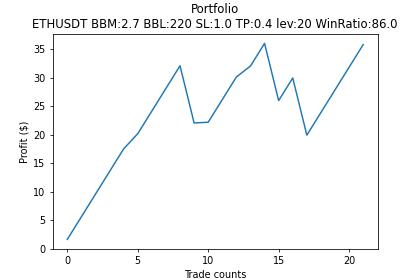 Portfolio
ETHUSDT BBM:2.7 BBL:220 SL:1.0 TP:0.4 lev:20 WinRatio:86.0
35
30
25
20
15
10
5
0
Profit ($)
0 5 10 15 20
Trade counts